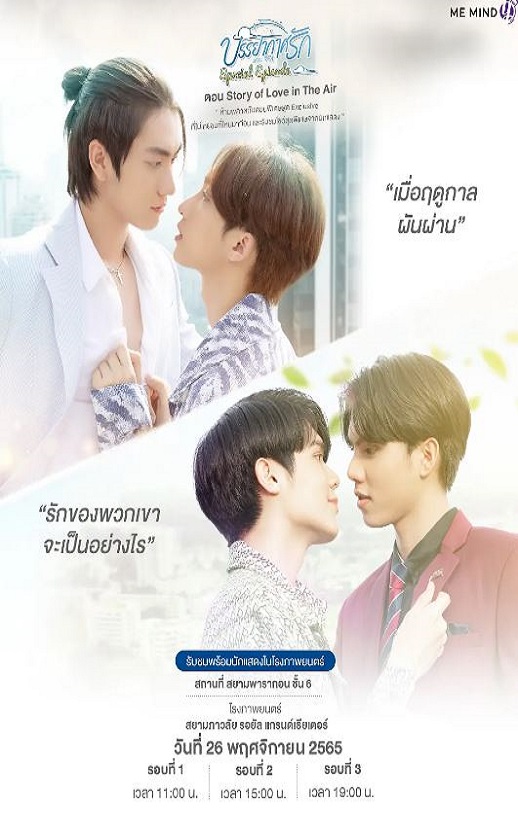 ME MIND Y
บรรยากาศรัก
Special Episode
ตอน Story of Love in The Air
“เมื่อฤดูกาล
ผันผ่าน”
“รักของพวกเขา
จะเป็นอย่างไร”
รับชมพร้อมนักแสดงในโรงภาพยนตร์
สถานที่ สยามพารากอน ชั้น 6
โรงภาพยนตร์
สยามภาวลัย รอยัล แกรนด์เธียเตอร์
วันที่ 26 พฤศจิกายน 2565
รอบที่ 1 รอบที่ 2 รอบที่ 3
เวลา 11:00 น. เวลา 15:00 น. เวลา 19:00 น.